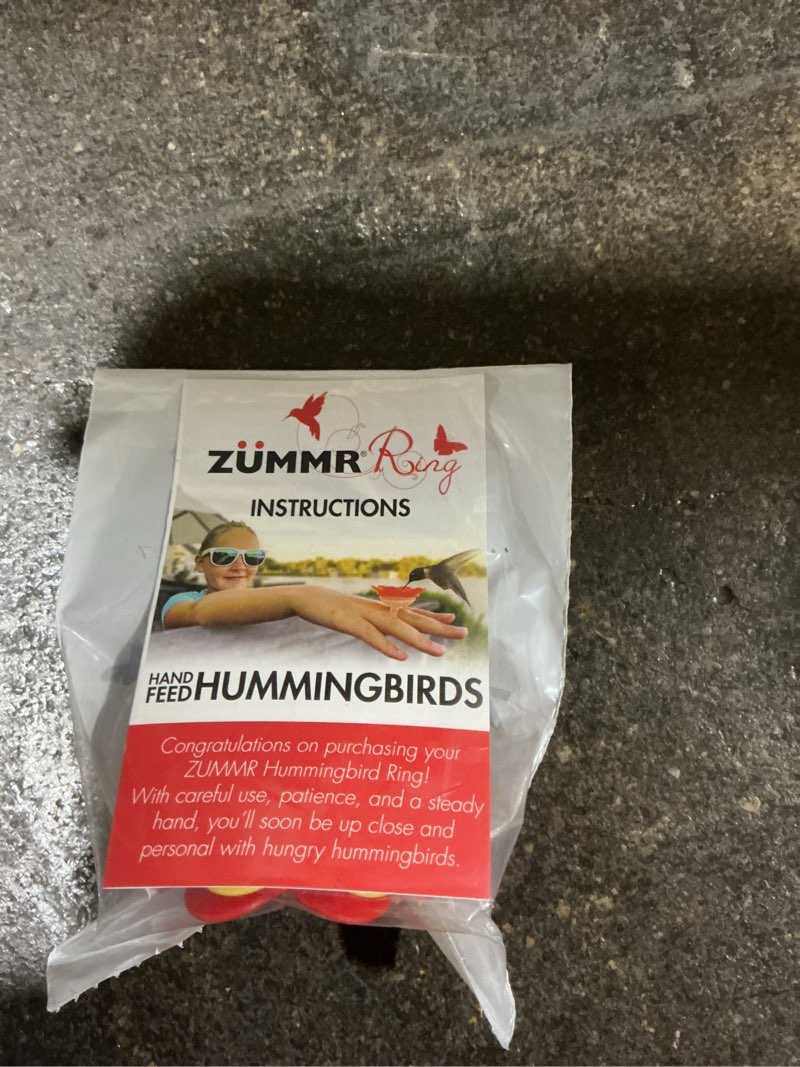 ZÜMMR® Ring
INSTRUCTIONS
HAND
FEED HUMMINGBIRDS
Congratulations on purchasing your
ZUMMR Hummingbird Ring!
With careful use, patience, and a steady
hand, you'll soon be up close and
personal with hungry hummingbirds.